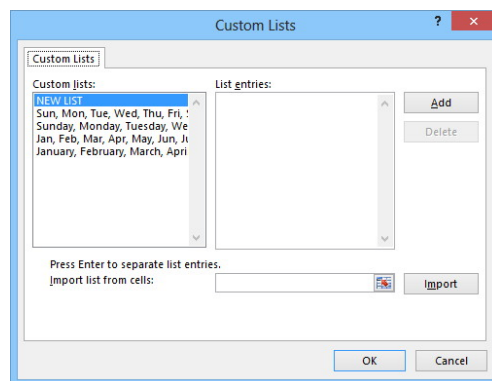 Custom Lists
?
Custom Lists
Custom lists:
List entries:
NEW LIST
Sun, Mon, Tue, Wed, Thu, Fri,
Sunday, Monday, Tuesday, We
Jan, Feb, Mar, Apr, May, Jun,
January, February, March, Apri
Add
Delete
Press Enter to separate list entries.
Import list from cells:
Import
OK
Cancel